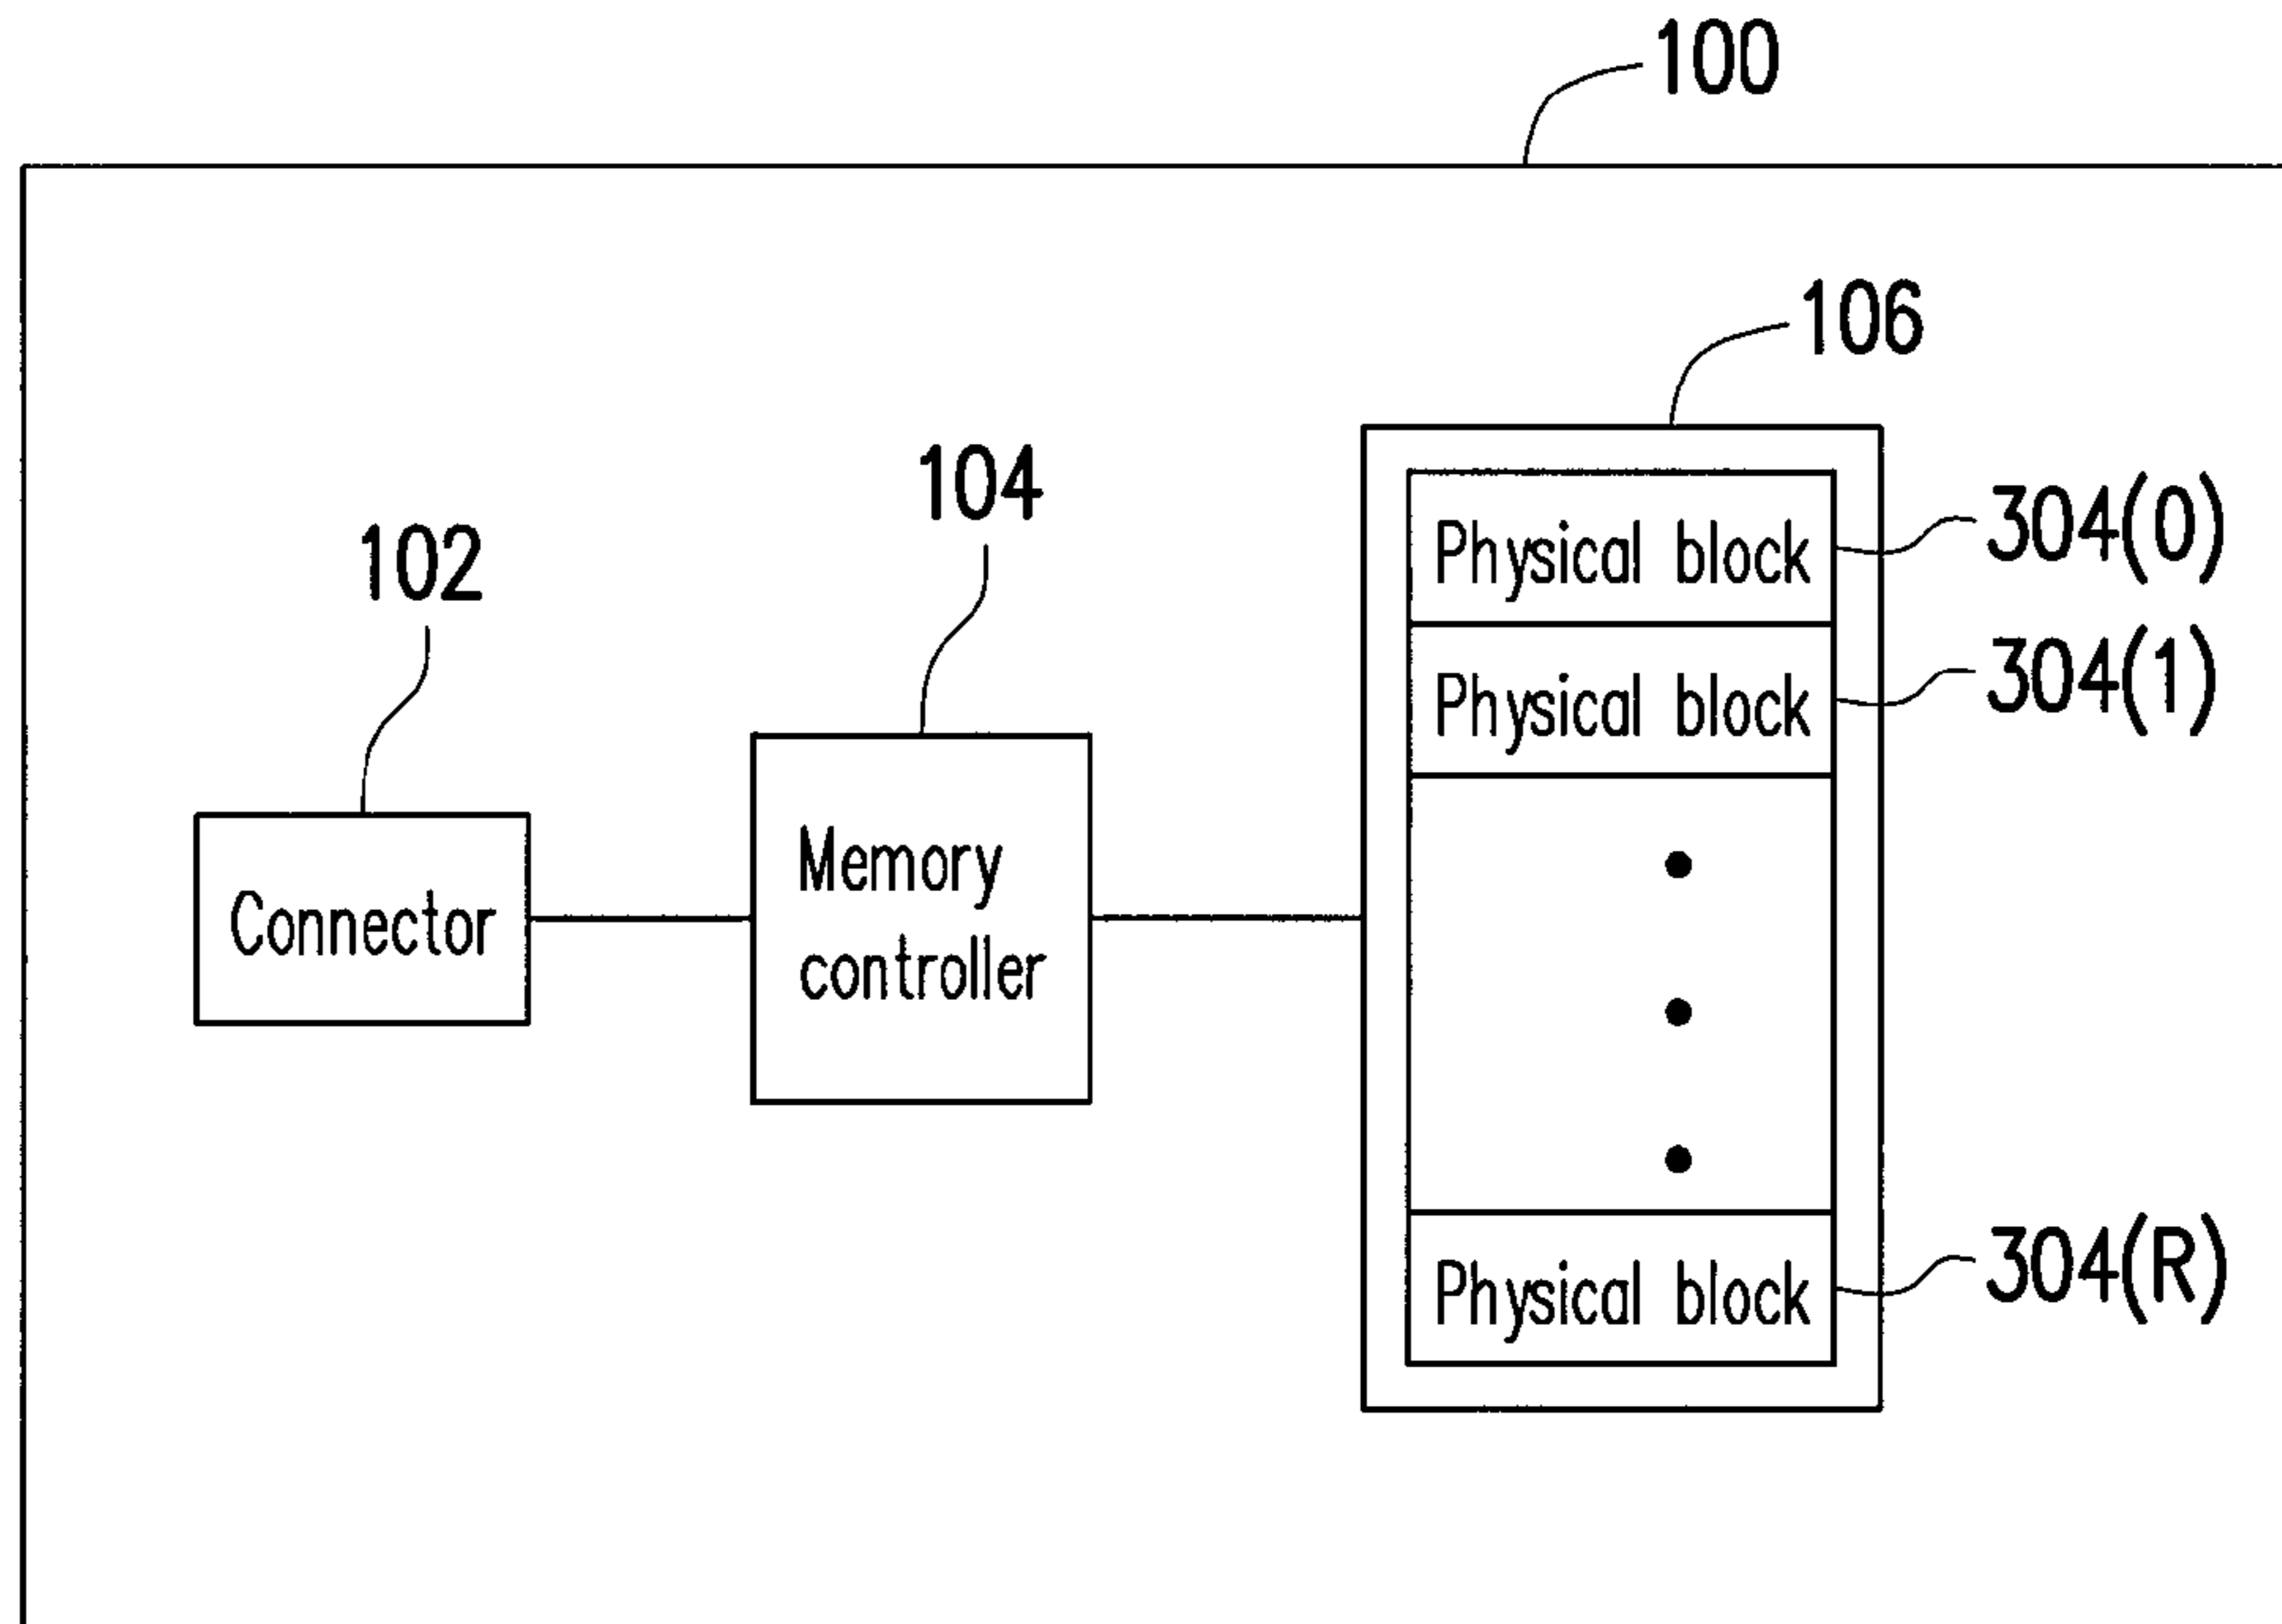 100
106
104
102
Physical block
304(0)
Physical block
304(1)
Memory
controller
Connector
Physical block
304(R)